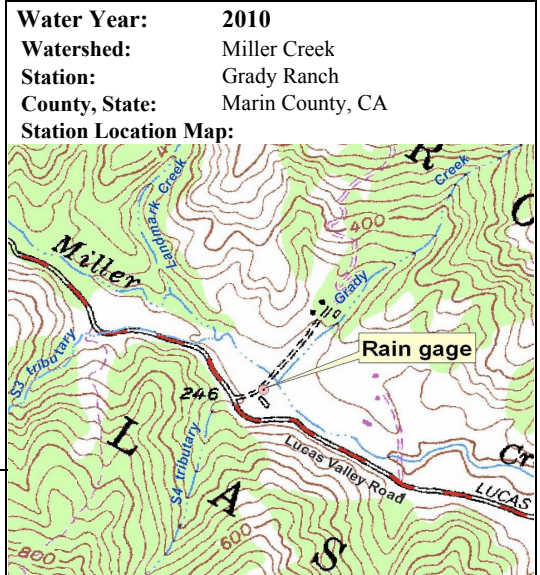 Water Year: 2010
Watershed: Miller Creek
Station: Grady Ranch
County, State: Marin County, CA
Station Location Map:
R
Creek
Landmark Creek
400
C
Miller
Grady
Rain gage
S3 tributary
246
L
S4 tributary
Lucas Valley Road
Cr
LUCAS
A
600
800
S